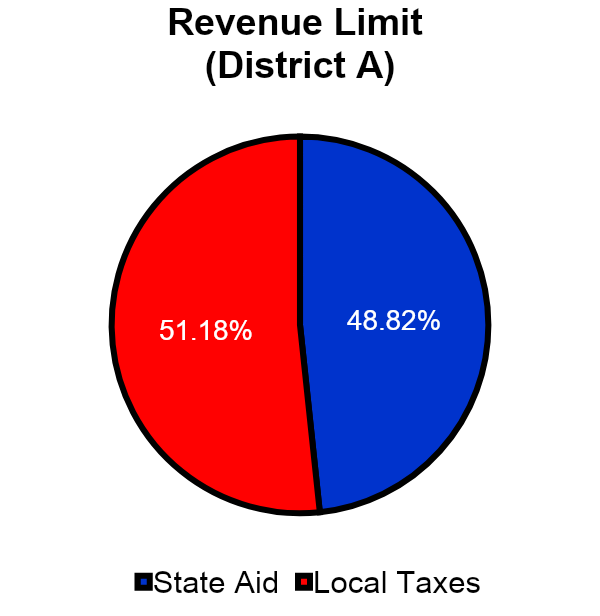 Revenue Limit
(District A)
51.18%
48.82%
State Aid
Local Taxes